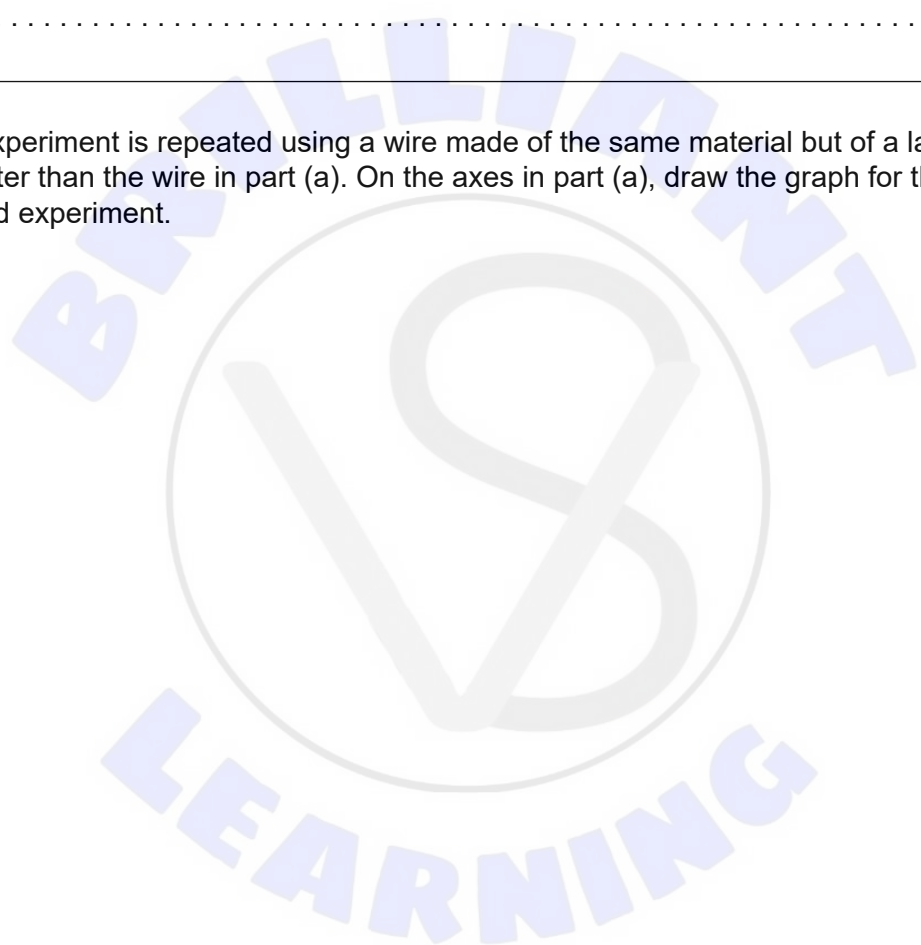 xperiment is repeated using a wire made of the same material but of a la
ter than the wire in part (a). On the axes in part (a), draw the graph for t
d experiment.
BRILLIANT
VS
LEARNING